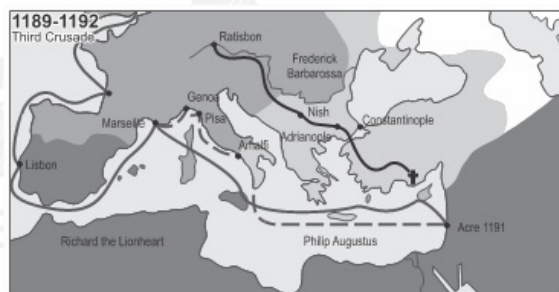 1189-1192
Third Crusade
Ratisbon
Frederick
Barbarossa
Genoa
Nish
Constantinople
Marseille
Pisa
Adrianople
Amalfi
Lisbon
Acre 1191
Richard the Lionheart
Philip Augustus